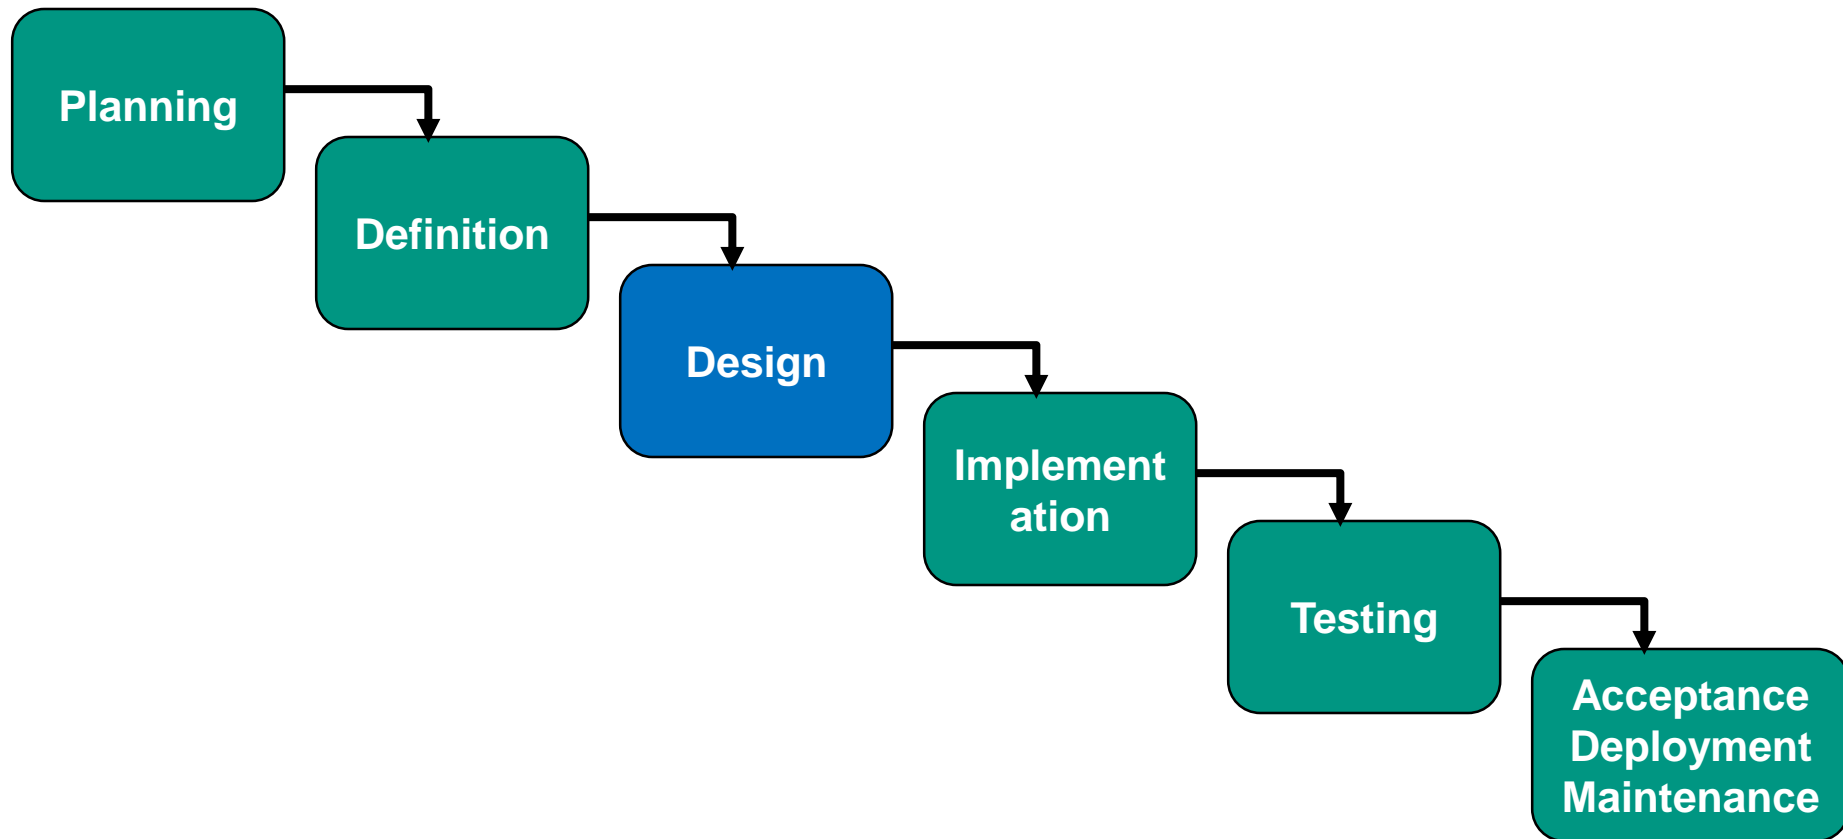 Planning
Definition
Design
Implement
ation
Testing
Acceptance
Deployment
Maintenance